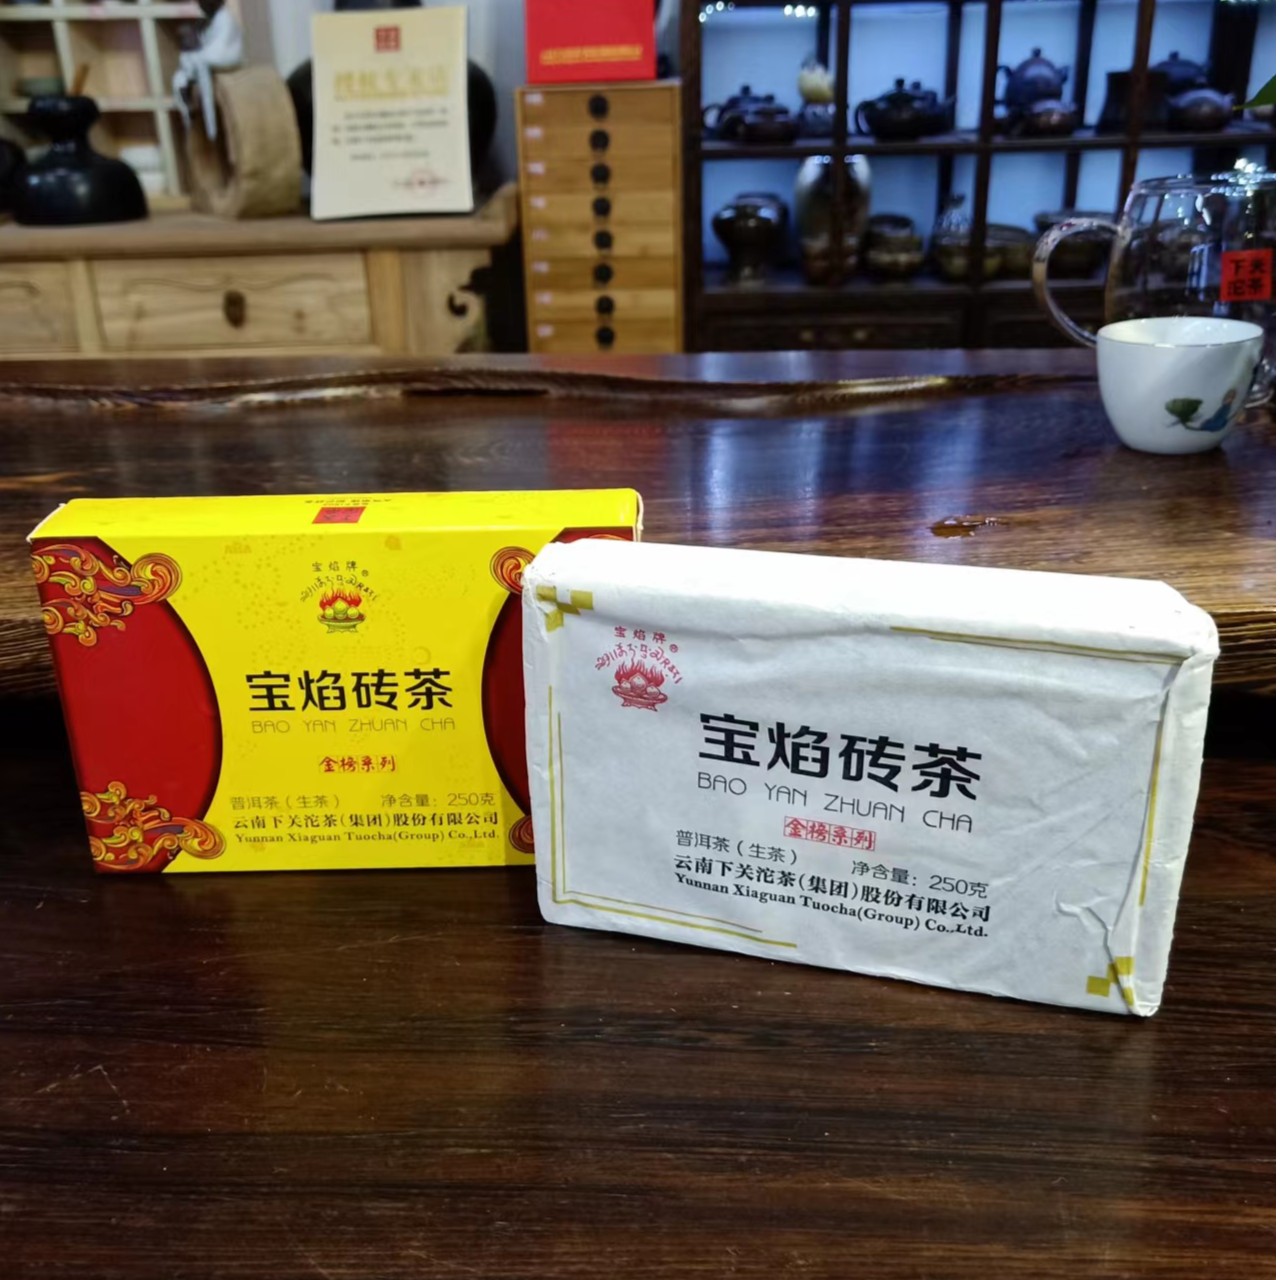 下关
沱茶
宝焰牌®
宝焰砖茶
BAO YAN ZHUAN CHA
金榜系列
普洱茶（生茶） 净含量：250克
云南下关沱茶(集团)股份有限公司
Yunnan Xiaguan Tuocha(Group) Co.,Ltd.
宝焰牌®
宝焰砖茶
BAO YAN ZHUAN CHA
金榜系列
普洱茶（生茶） 净含量：250克
云南下关沱茶(集团)股份有限公司
Yunnan Xiaguan Tuocha(Group) Co.,Ltd.